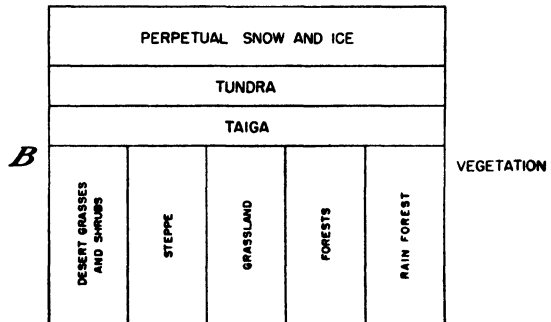 PERPETUAL SNOW AND ICE
TUNDRA
TAIGA
B
VEGETATION
DESERT GRASSES
AND SHRUBS
STEPPE
GRASSLAND
FORESTS
RAIN FOREST